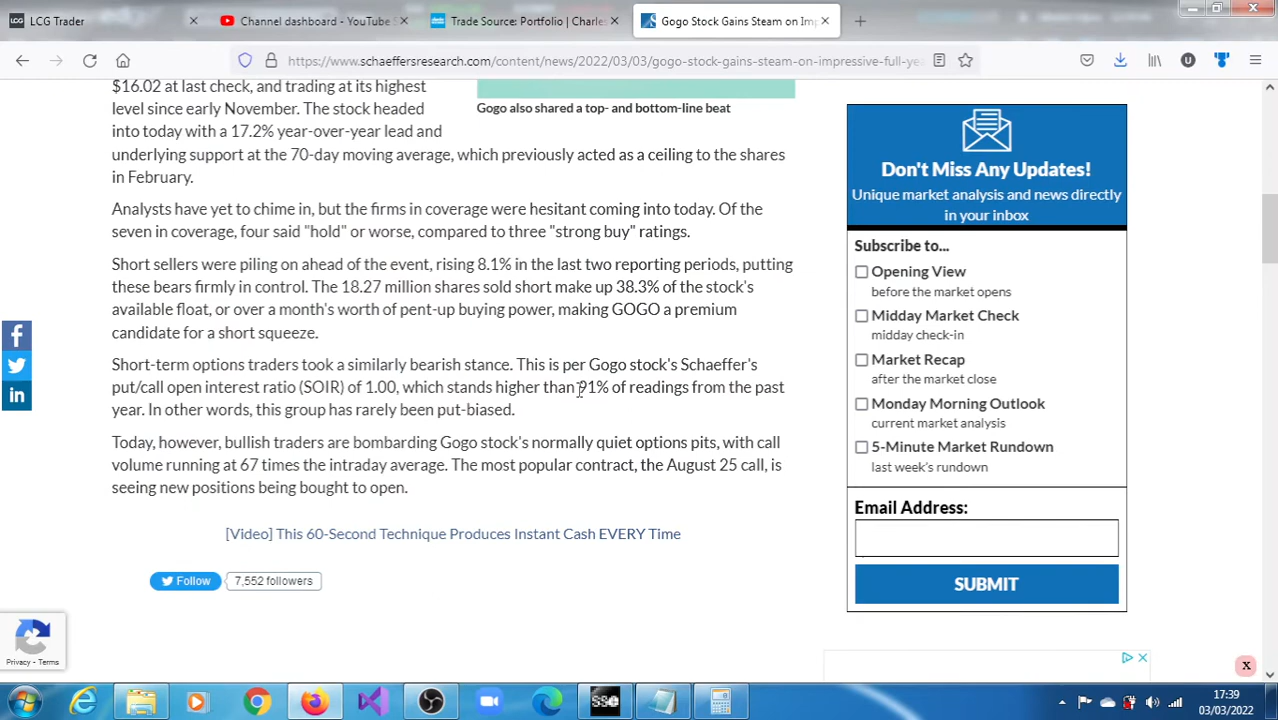 LCG Trader
Channel dashboard - YouTube S
Trade Source: Portfolio | Charles
Gogo Stock Gains Steam on Imp
https://www.schaeffersresearch.com/content/news/2022/03/03/gogo-stock-gains-steam-on-impressive-full-ye
$16.02 at last check, and trading at its highest
level since early November. The stock headed
into today with a 17.2% year-over-year lead and
underlying support at the 70-day moving average, which previously acted as a ceiling to the shares
in February.
Gogo also shared a top- and bottom-line beat
Analysts have yet to chime in, but the firms in coverage were hesitant coming into today. Of the
seven in coverage, four said "hold" or worse, compared to three "strong buy" ratings.
Short sellers were piling on ahead of the event, rising 8.1% in the last two reporting periods, putting
these bears firmly in control. The 18.27 million shares sold short make up 38.3% of the stock's
available float, or over a month's worth of pent-up buying power, making GOGO a premium
candidate for a short squeeze.
Short-term options traders took a similarly bearish stance. This is per Gogo stock's Schaeffer's
put/call open interest ratio (SOIR) of 1.00, which stands higher than 91% of readings from the past
year. In other words, this group has rarely been put-biased.
Today, however, bullish traders are bombarding Gogo stock's normally quiet options pits, with call
volume running at 67 times the intraday average. The most popular contract, the August 25 call, is
seeing new positions being bought to open.
[Video] This 60-Second Technique Produces Instant Cash EVERY Time
Follow
7,552 followers
Privacy - Terms
Don't Miss Any Updates!
Unique market analysis and news directly
in your inbox
Subscribe to...
Opening View
before the market opens
Midday Market Check
midday check-in
Market Recap
after the market close
Monday Morning Outlook
current market analysis
5-Minute Market Rundown
last week's rundown
Email Address:
SUBMIT
x
17:39
03/03/2022